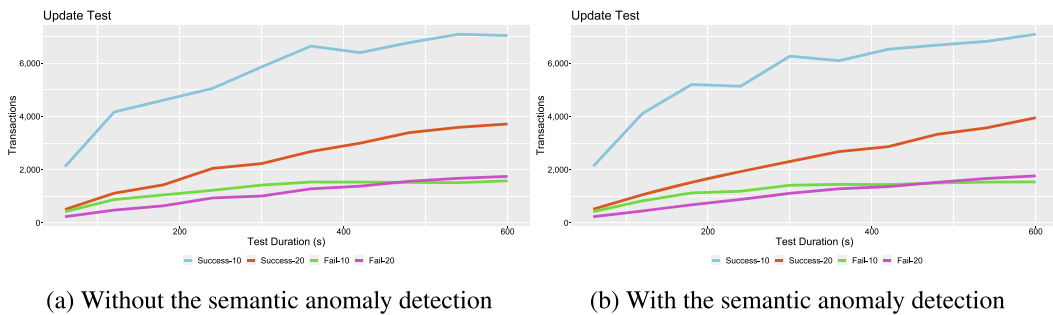 Update Test
Transactions
6,000
4,000
2,000
0
200
400
600
Test Duration (s)
Success-10 Success-20 Fail-10 Fail-20
(a) Without the semantic anomaly detection
Update Test
Transactions
6,000
4,000
2,000
0
200
400
600
Test Duration (s)
Success-10 Success-20 Fail-10 Fail-20
(b) With the semantic anomaly detection